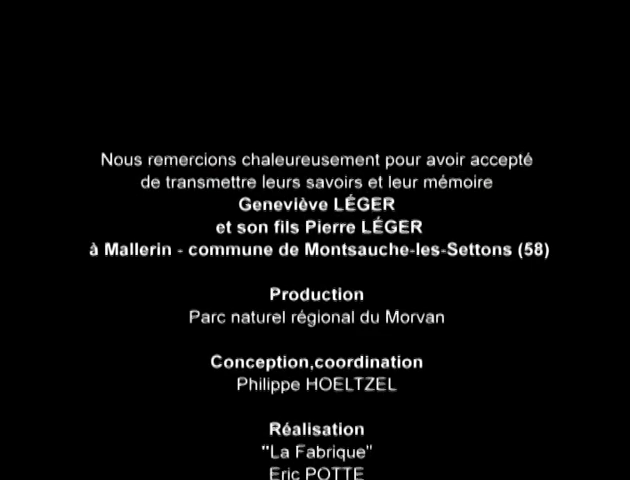 Nous remercions chaleureusement pour avoir accepté
de transmettre leurs savoirs et leur mémoire
Geneviève LÉGER
et son fils Pierre LÉGER
à Mallerin - commune de Montsauche-les-Settons (58)
Production
Parc naturel régional du Morvan
Conception,coordination
Philippe HOELTZEL
Réalisation
"La Fabrique"
Eric POTTE